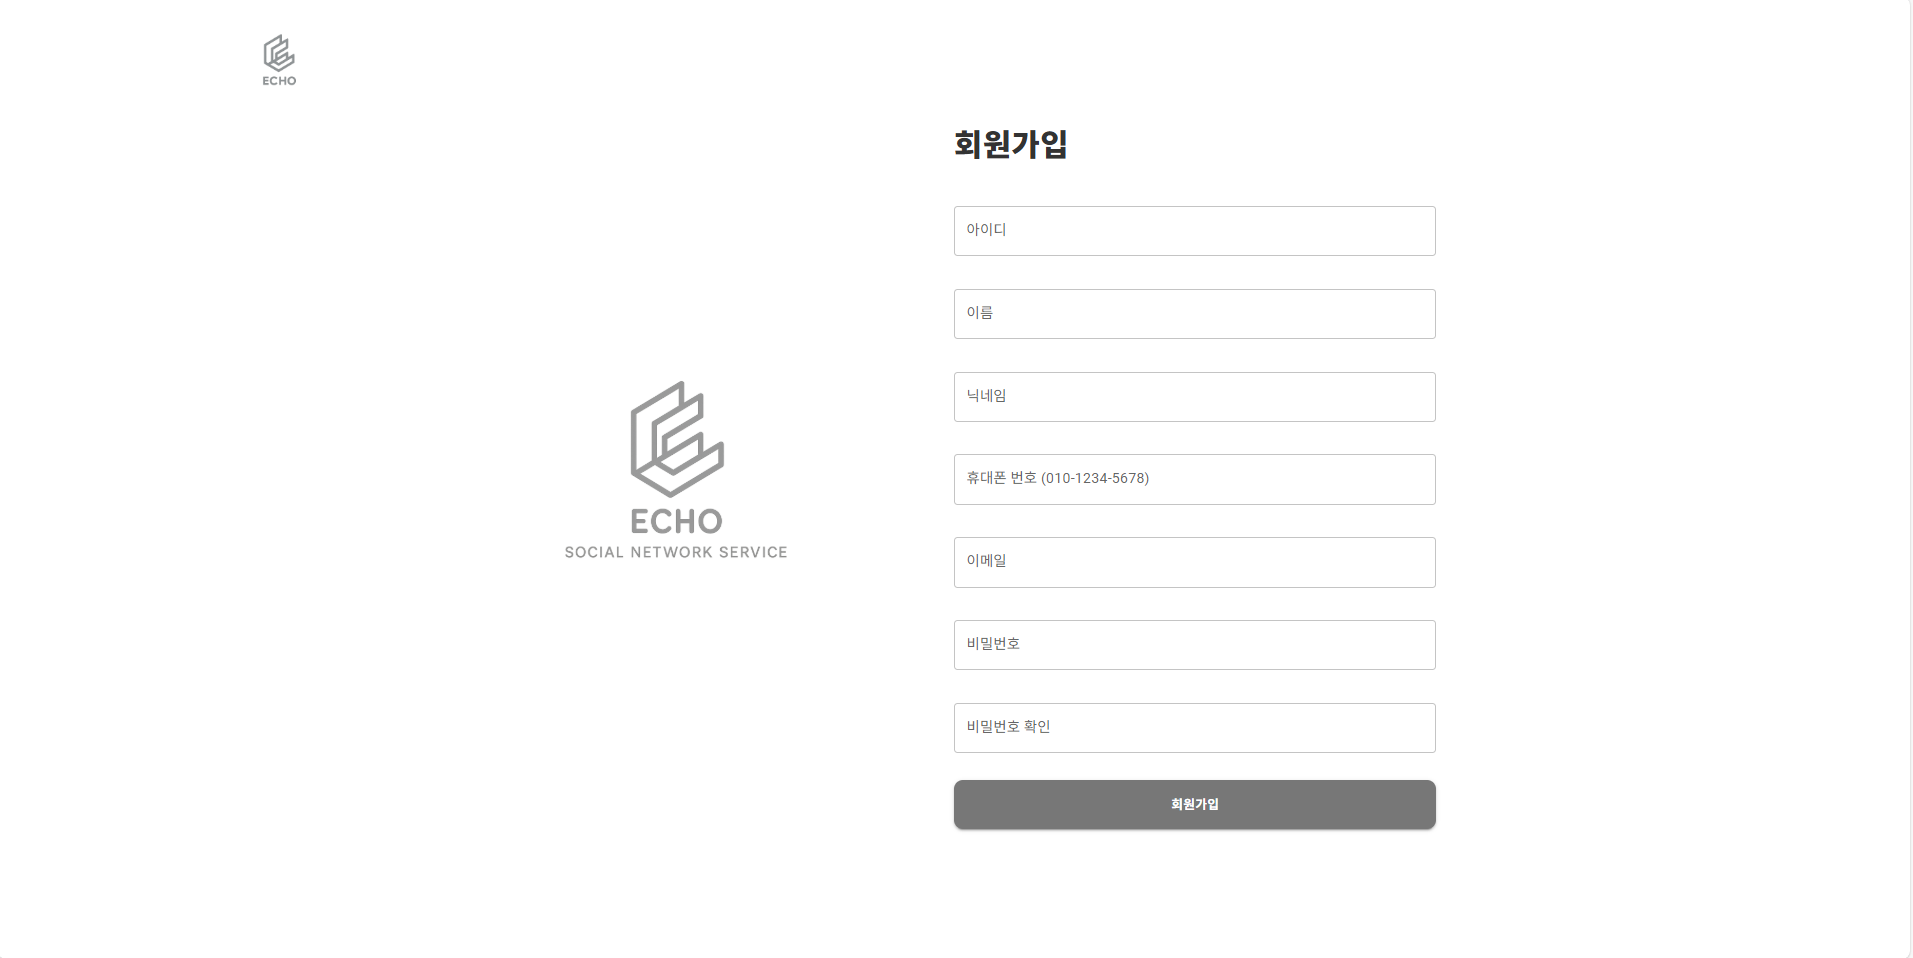 ECHO
회원가입
아이디
이름
닉네임
휴대폰 번호 (010-1234-5678)
이메일
비밀번호
비밀번호 확인
회원가입
ECHO
SOCIAL NETWORK SERVICE